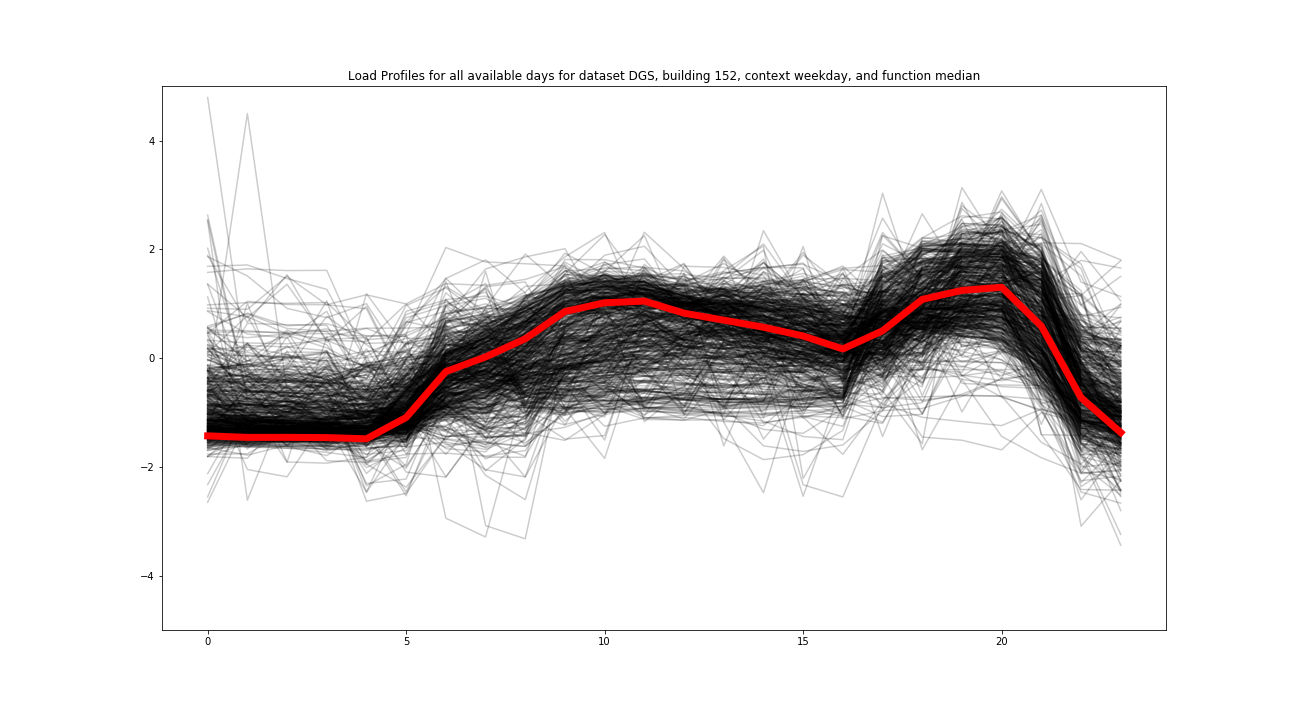 Load Profiles for all available days for dataset DGS, building 152, context weekday, and function median
4
2
0
−2
−4
0 5 10 15 20